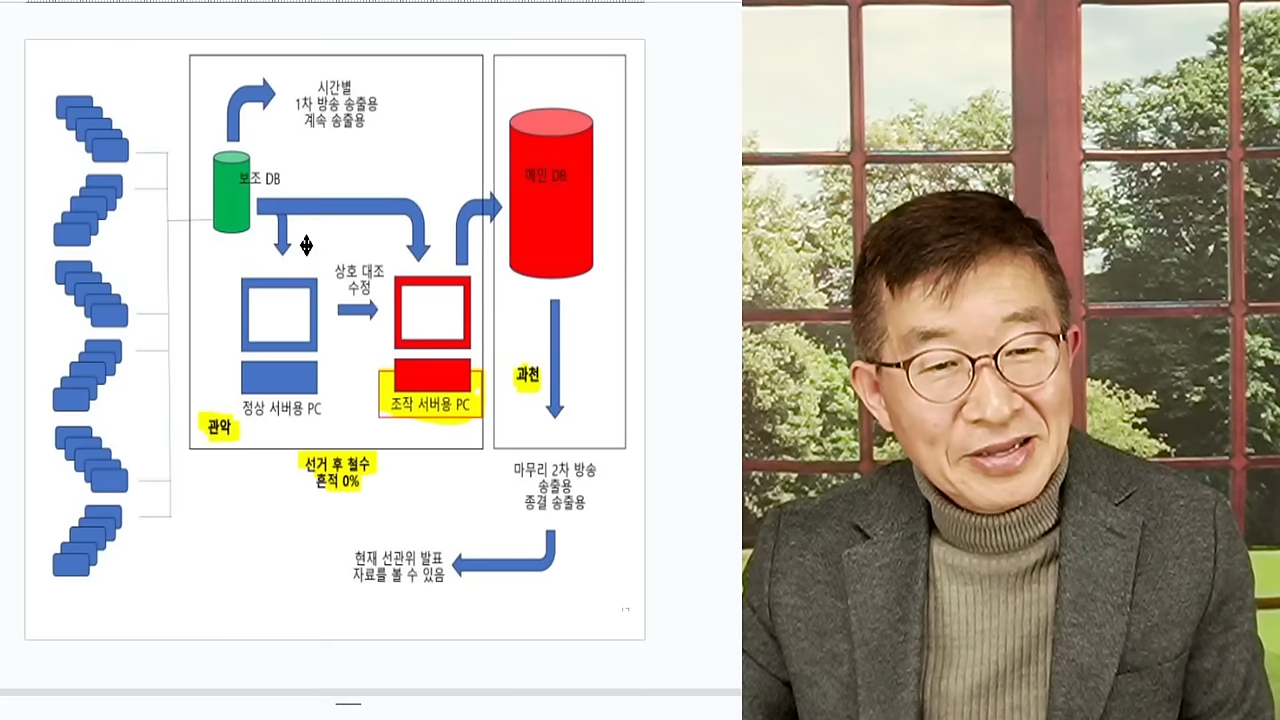 시간별
1차 방송 송출용
계속 송출용
보조 DB
메인 DB
상호 대조
수정
과천
정상 서버용 PC
조작 서버용 PC
관악
선거 후 철수
흔적 0%
마무리 2차 방송
송출용
종결 송출용
현재 선관위 발표
자료를 볼 수 있음